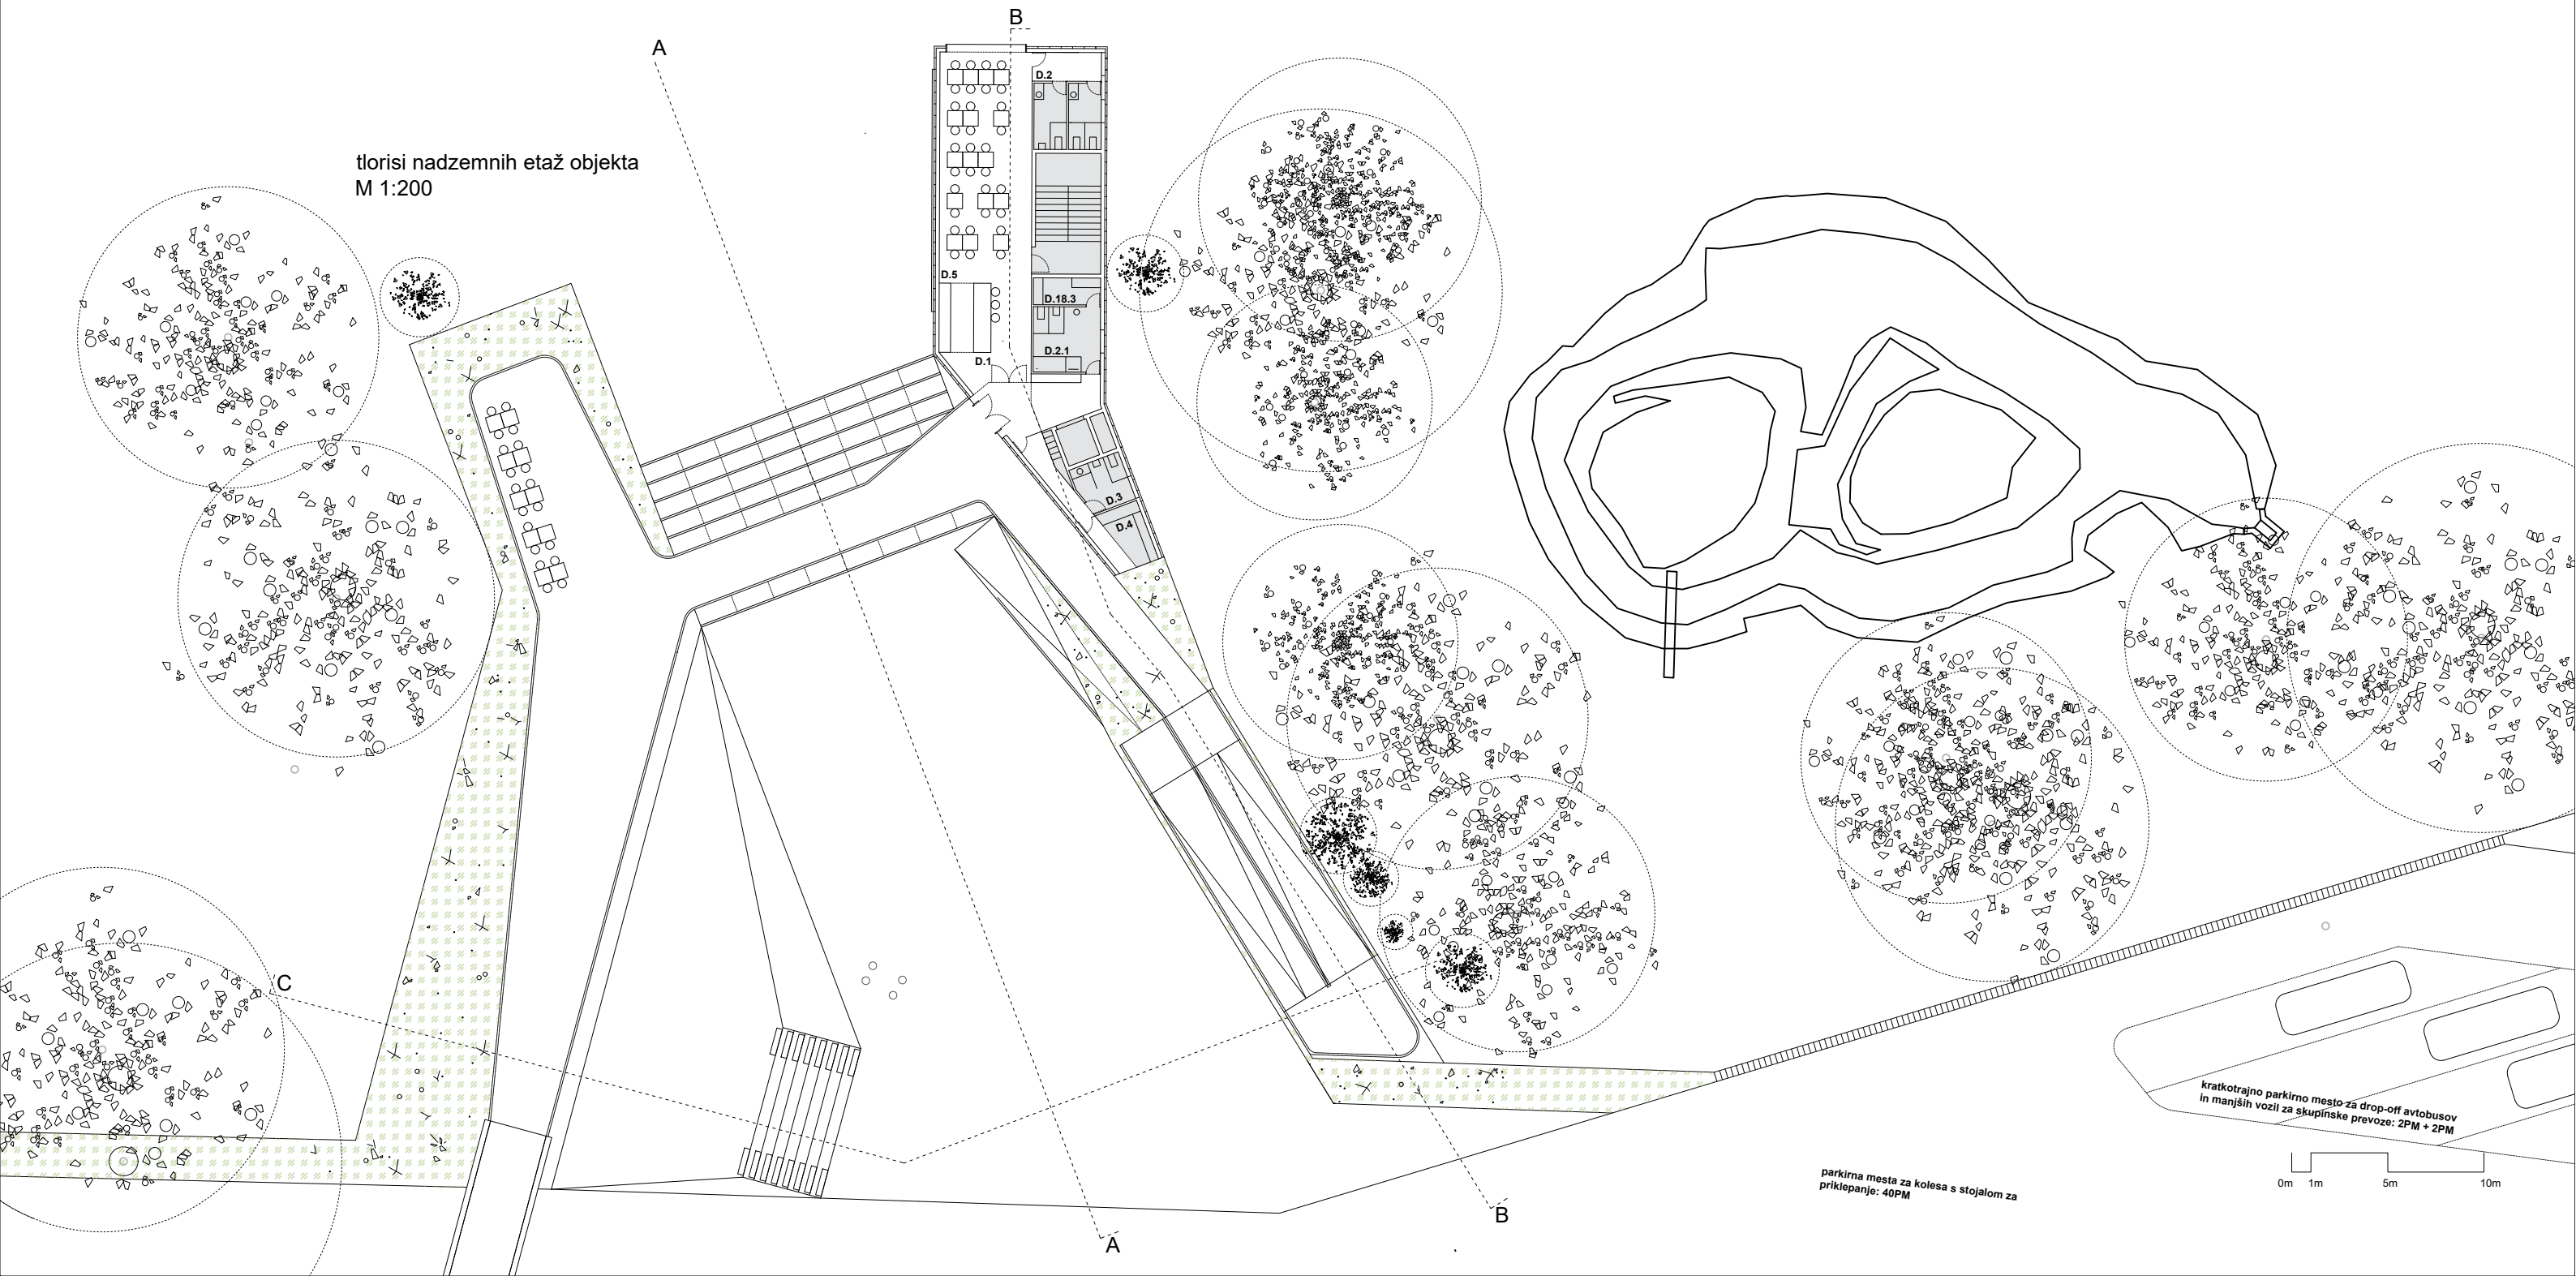 B
A
D.2
tlorisi nadzemnih etaž objekta
M 1:200
D.5
D.18.3
D.2.1
D.1
D.3
D.4
C
kratkotrajno parkirno mesto za drop-off avtobusov
in manjših vozil za skupinske prevoze: 2PM + 2PM
parkirna mesta za kolesa s stojalom za
priklepanje: 40PM
0m 1m 5m 10m
B
A